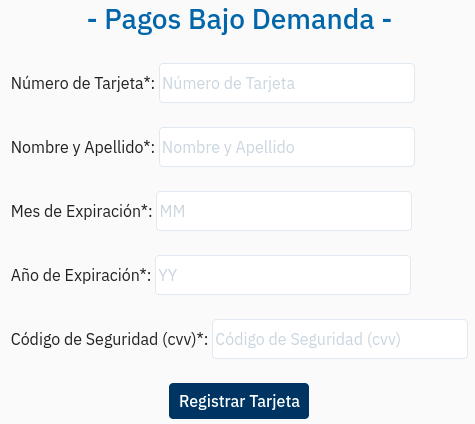 - Pagos Bajo Demanda -
Número de Tarjeta*: Número de Tarjeta
Nombre y Apellido*: Nombre y Apellido
Mes de Expiración*: MM
Año de Expiración*: YY
Código de Seguridad (cvv)*: Código de Seguridad (cvv)
Registrar Tarjeta